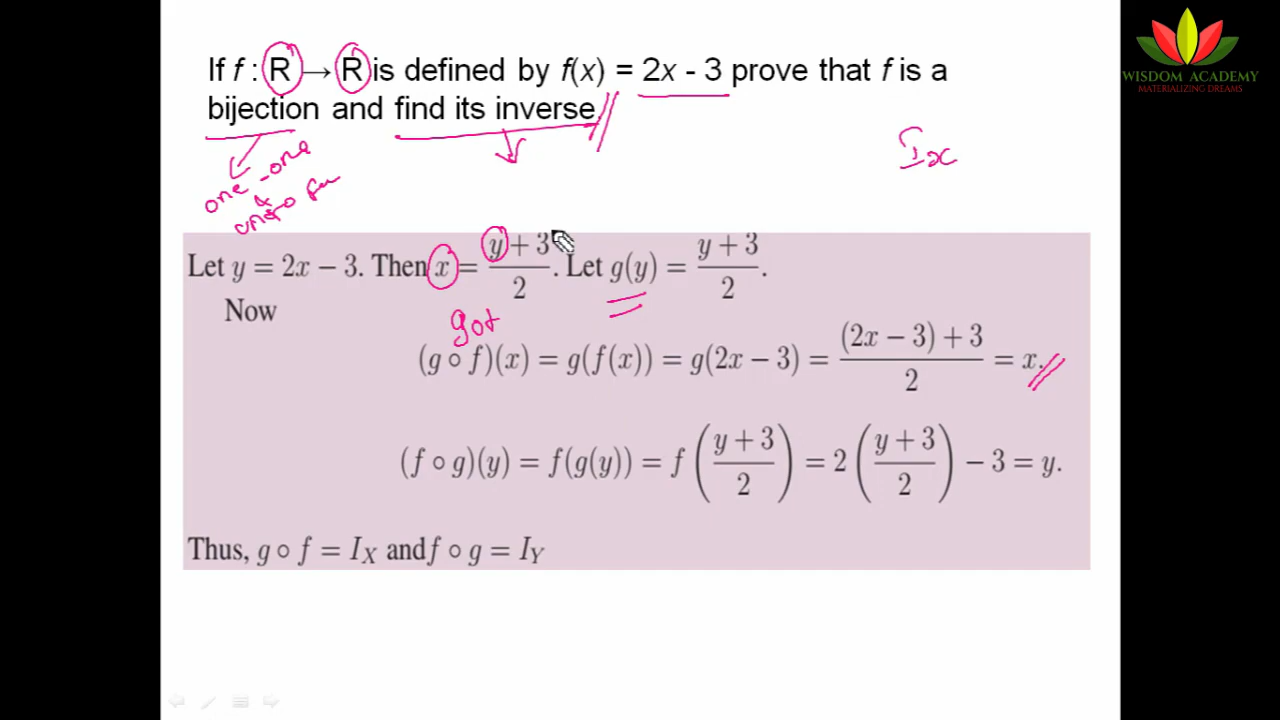 If f : R → R is defined by f(x) = 2x - 3 prove that f is a
bijection and find its inverse.
WISDOM ACADEMY
MATERIALIZING DREAMS
I x
one - one
&
onto fn
Let y = 2x − 3. Then x = (y + 3)/2. Let g(y) = (y + 3)/2.
Now
gof
(g ∘ f)(x) = g(f(x)) = g(2x − 3) = ((2x − 3) + 3)/2 = x.
(f ∘ g)(y) = f(g(y)) = f((y + 3)/2) = 2((y + 3)/2) − 3 = y.
Thus, g ∘ f = I_X and f ∘ g = I_Y